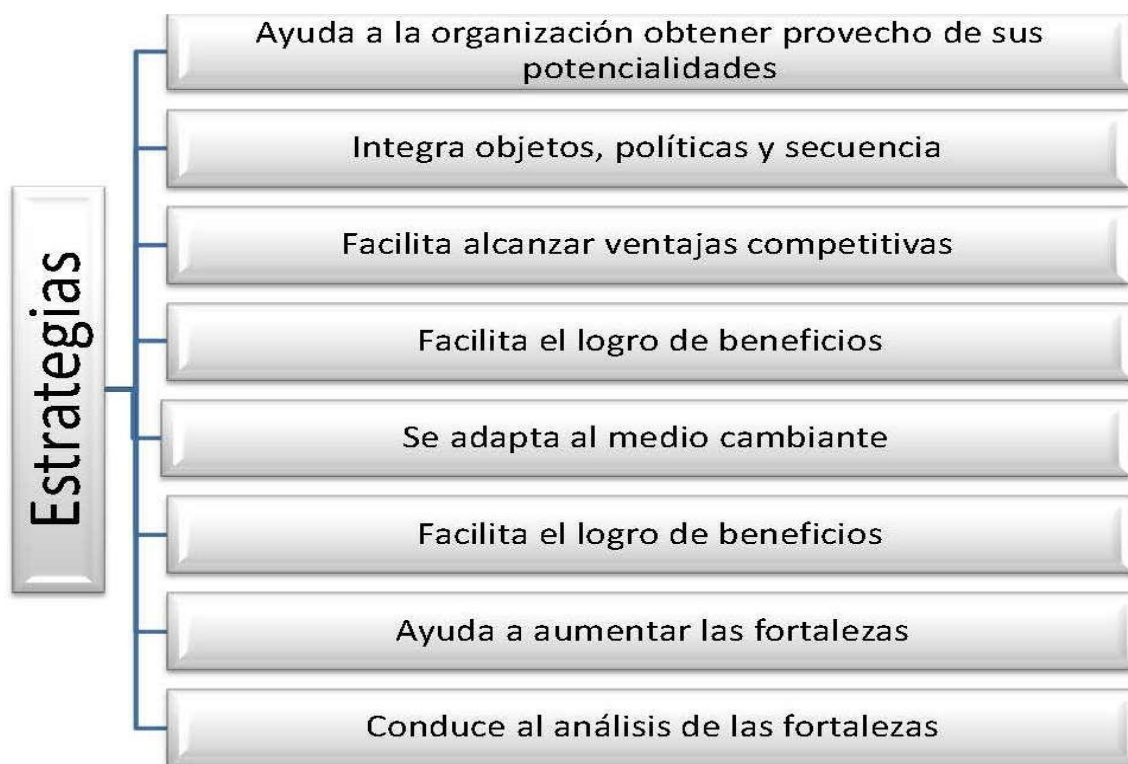 Estrategias
Ayuda a la organización obtener provecho de sus
potencialidades
Integra objetos, políticas y secuencia
Facilita alcanzar ventajas competitivas
Facilita el logro de beneficios
Se adapta al medio cambiante
Facilita el logro de beneficios
Ayuda a aumentar las fortalezas
Conduce al análisis de las fortalezas